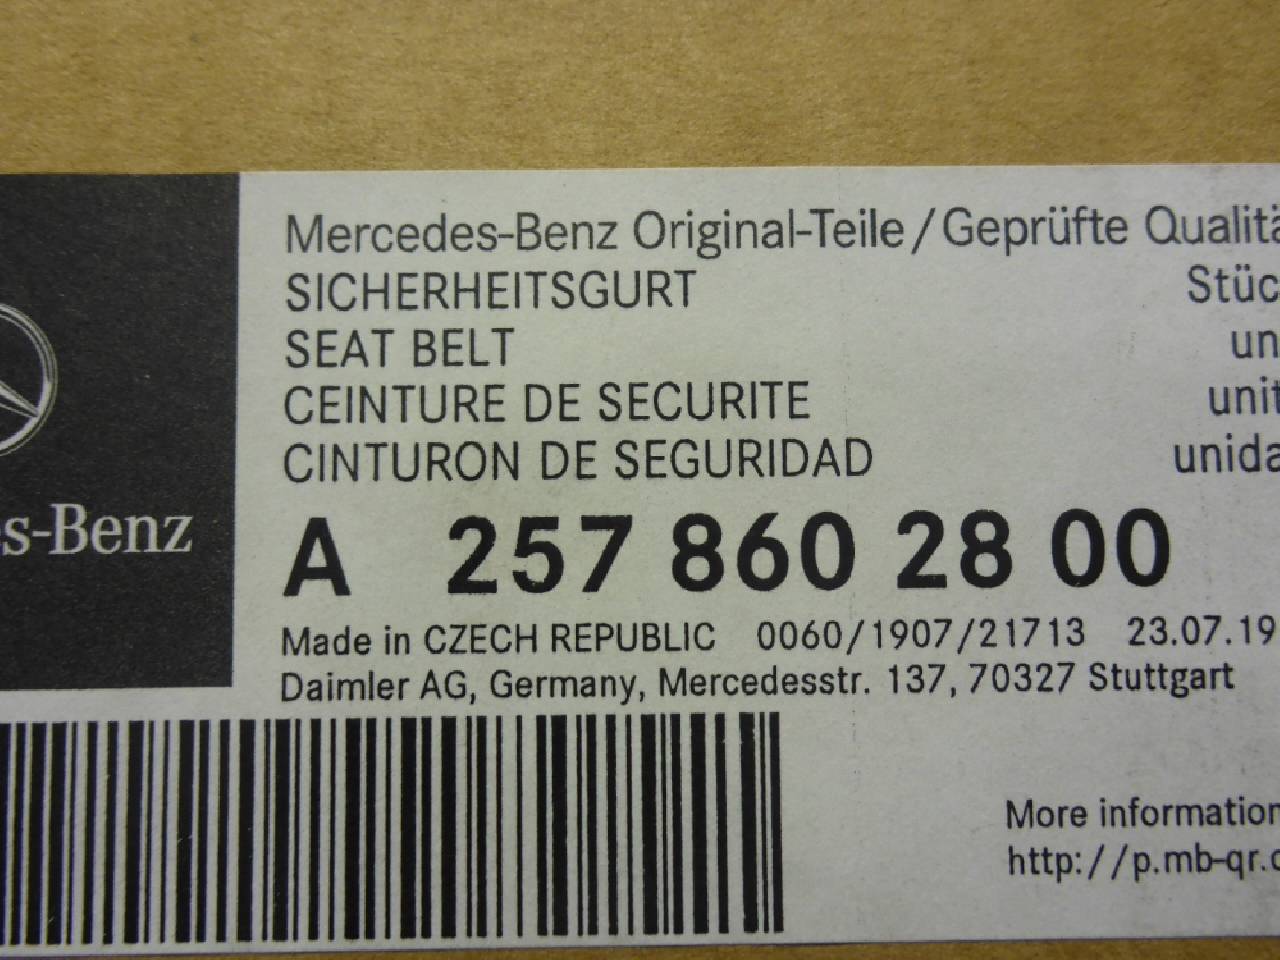 Mercedes-Benz Original-Teile/Geprüfte Qualitä
SICHERHEITSGURT Stüc
SEAT BELT un
CEINTURE DE SECURITE unit
CINTURON DE SEGURIDAD unida
s-Benz
A 257 860 28 00
Made in CZECH REPUBLIC 0060/1907/21713 23.07.19
Daimler AG, Germany, Mercedesstr. 137, 70327 Stuttgart
More information
http://p.mb-qr.c